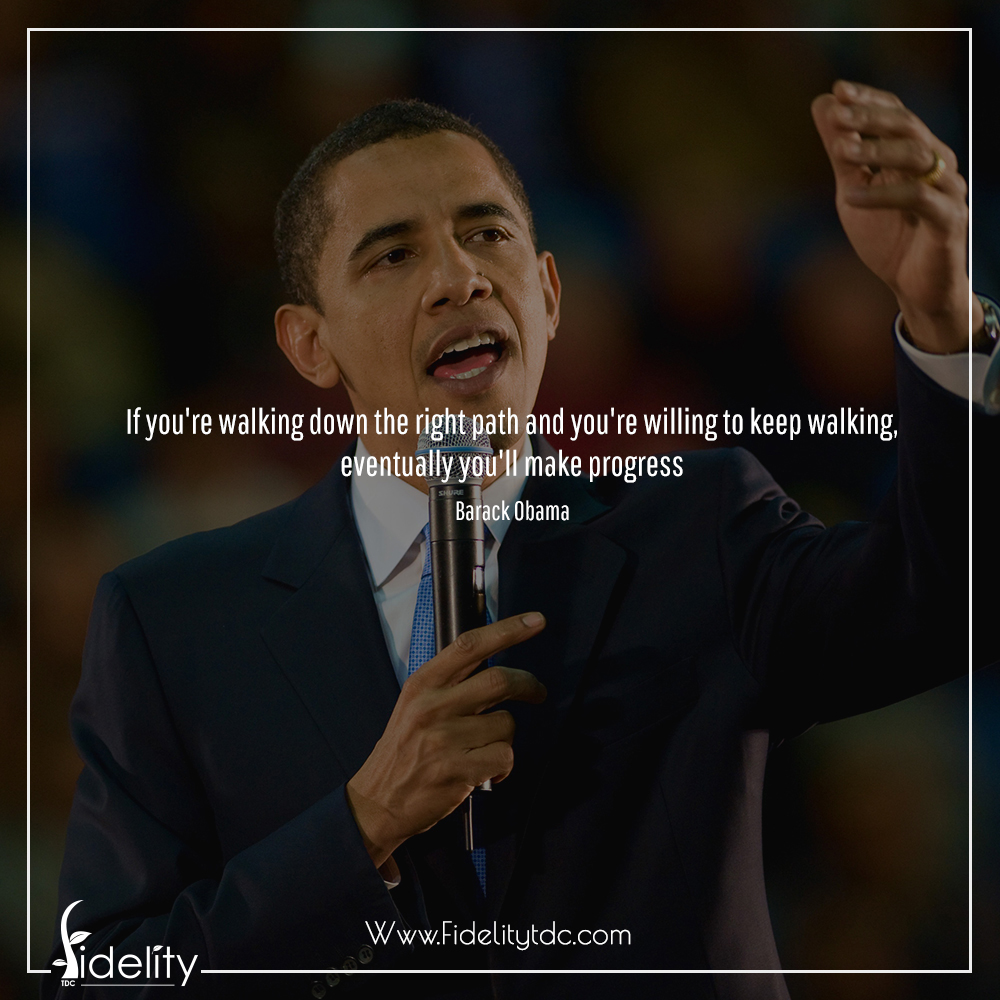 If you're walking down the right path and you're willing to keep walking,
eventually you'll make progress
SHURE
Barack Obama
Www.Fidelitytdc.com
Fidelity
TDC